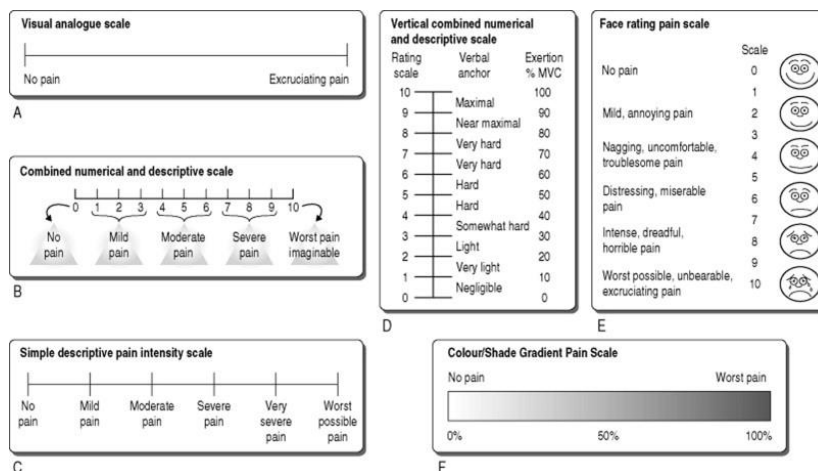 Visual analogue scale
No pain Excruciating pain
A
Combined numerical and descriptive scale
0 1 2 3 4 5 6 7 8 9 10
No Mild Moderate Severe Worst pain
pain pain pain pain imaginable
B
Simple descriptive pain intensity scale
No Mild Moderate Severe Very Worst
pain pain pain pain severe possible
pain pain
C
Vertical combined numerical
and descriptive scale
Rating Verbal Exertion
scale anchor % MVC
10 100
Maximal
9 90
Near maximal
8 80
Very hard
7 70
Very hard
6 60
Hard
5 50
Hard
4 40
Somewhat hard
3 30
Light
2 20
Very light
1 10
Negligible
0 0
D
Face rating pain scale
Scale
No pain 0
1
Mild, annoying pain 2
3
Nagging, uncomfortable,
troublesome pain 4
5
Distressing, miserable
pain 6
7
Intense, dreadful,
horrible pain 8
9
Worst possible, unbearable,
excruciating pain 10
E
Colour/Shade Gradient Pain Scale
No pain Worst pain
0% 50% 100%